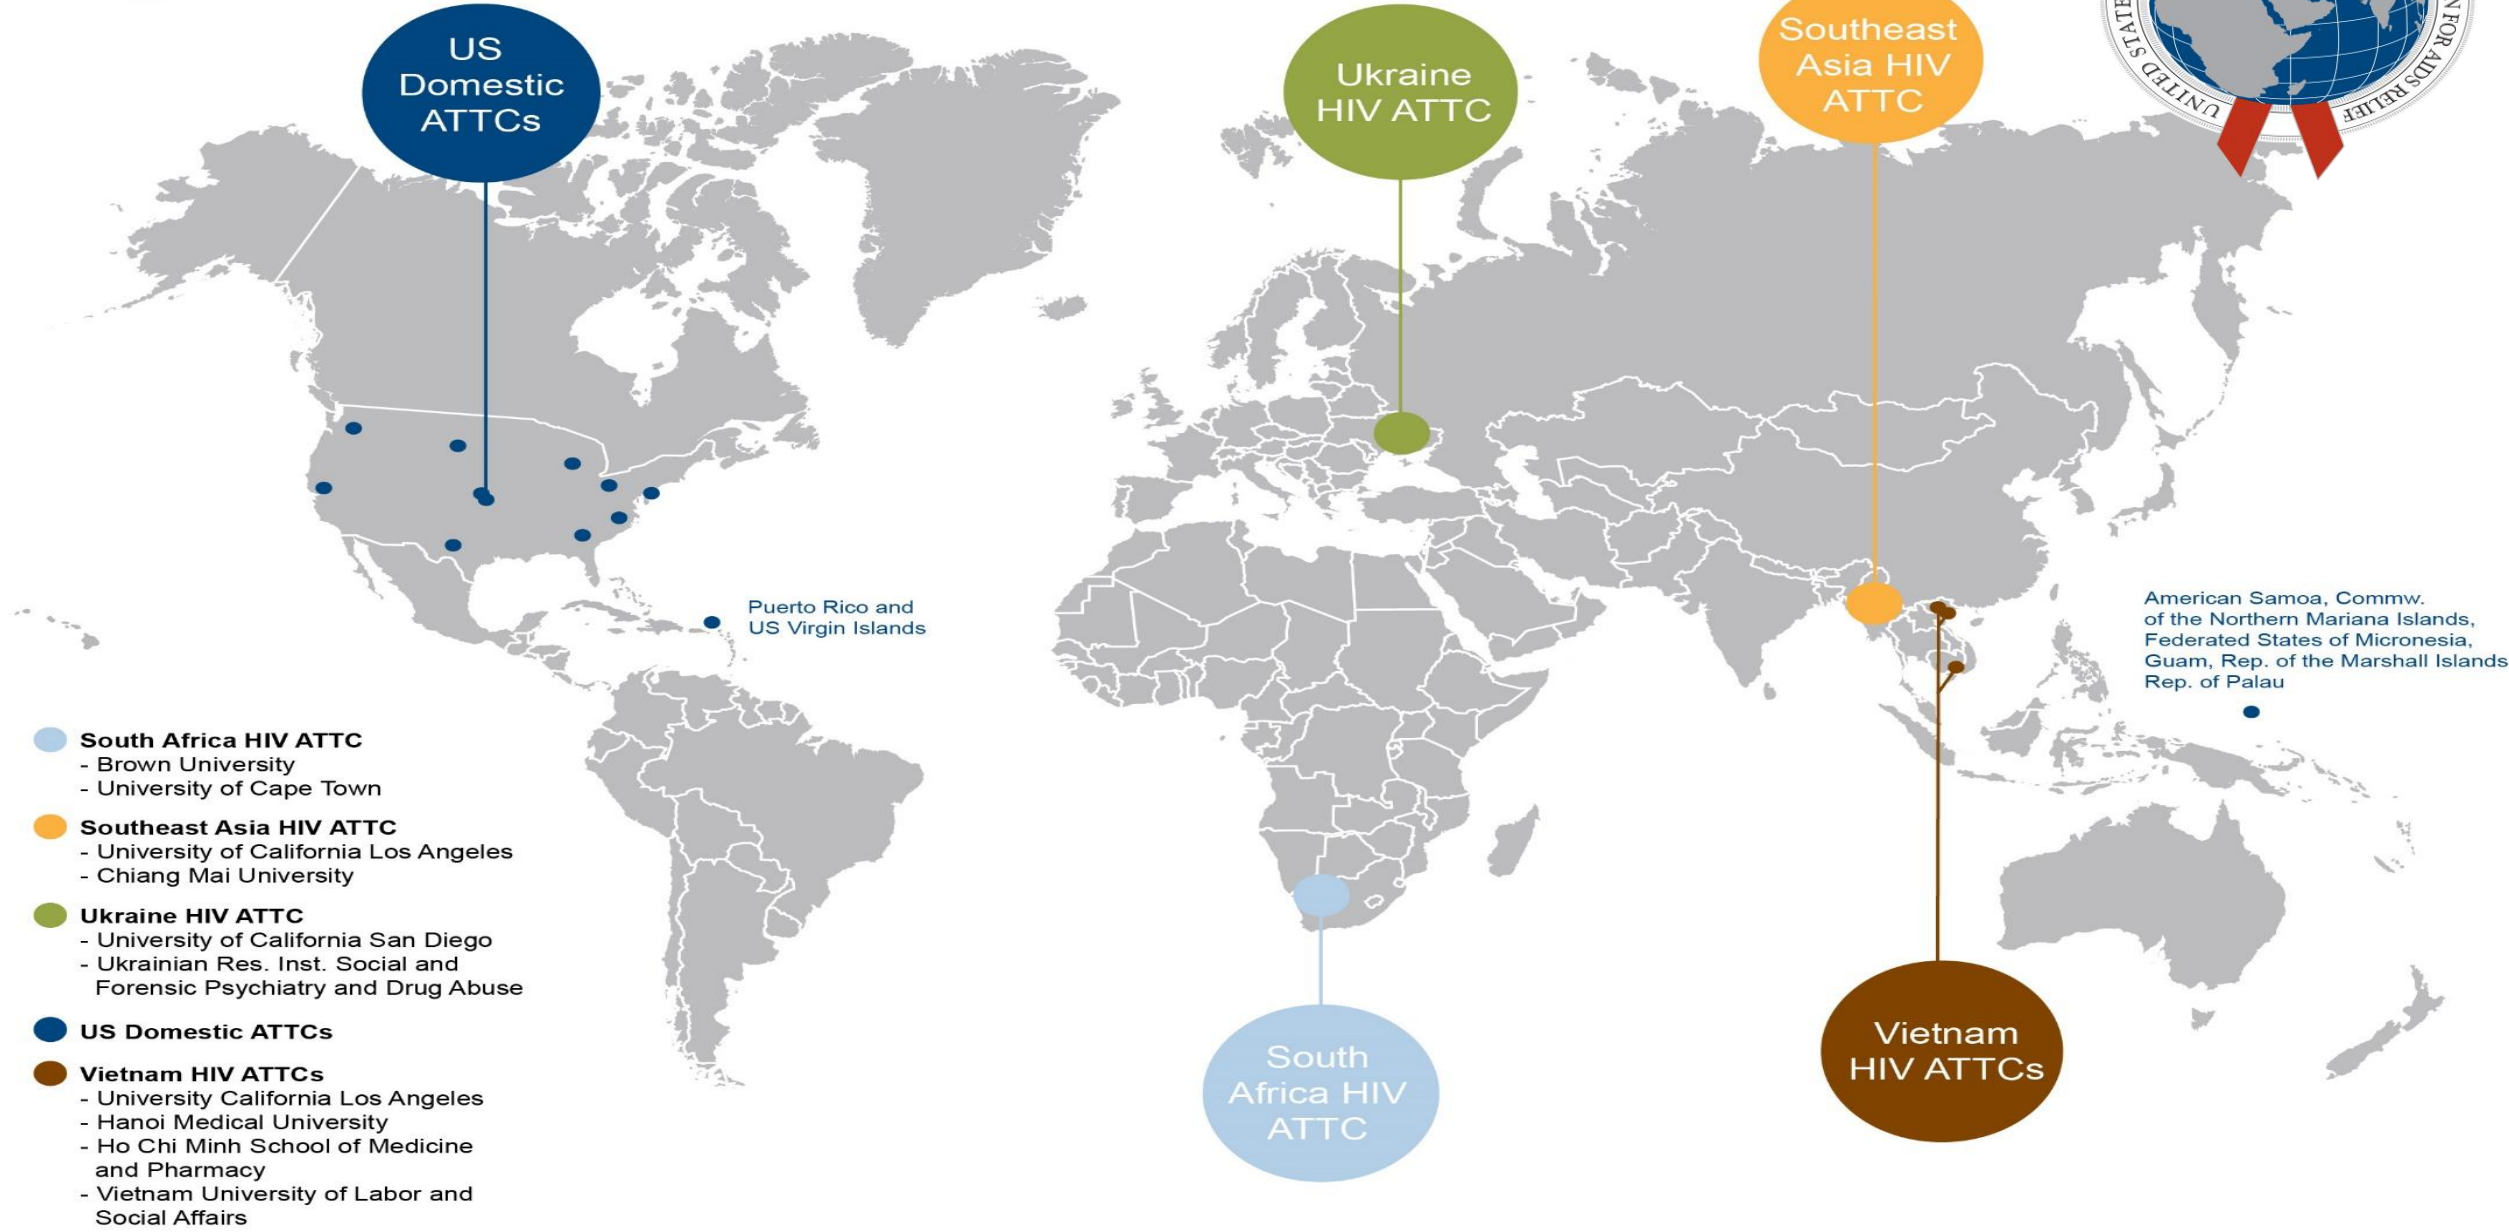 US
Domestic
ATTCs
Ukraine
HIV ATTC
Southeast
Asia HIV
ATTC
UNITED STATE
N FOR AIDS RELIEF
Puerto Rico and
US Virgin Islands
American Samoa, Commw.
of the Northern Mariana Islands,
Federated States of Micronesia,
Guam, Rep. of the Marshall Islands
Rep. of Palau
South Africa HIV ATTC
- Brown University
- University of Cape Town
Southeast Asia HIV ATTC
- University of California Los Angeles
- Chiang Mai University
Ukraine HIV ATTC
- University of California San Diego
- Ukrainian Res. Inst. Social and
Forensic Psychiatry and Drug Abuse
US Domestic ATTCs
Vietnam HIV ATTCs
- University California Los Angeles
- Hanoi Medical University
- Ho Chi Minh School of Medicine
and Pharmacy
- Vietnam University of Labor and
Social Affairs
South
Africa HIV
ATTC
Vietnam
HIV ATTCs